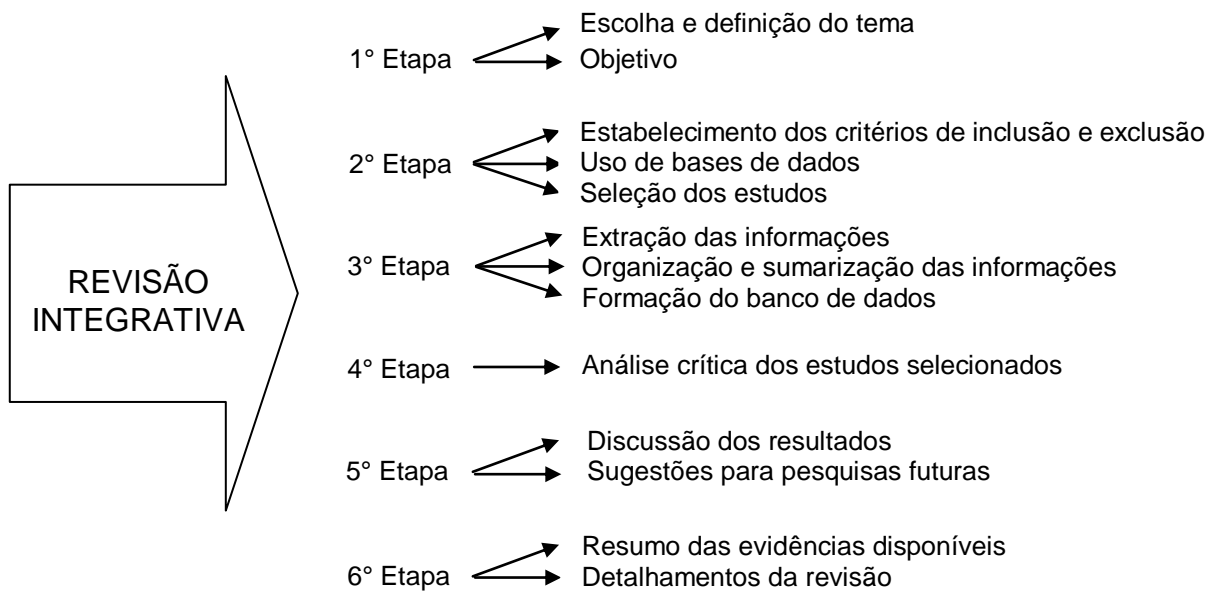 REVISÃO
INTEGRATIVA
1° Etapa
Escolha e definição do tema
Objetivo
2° Etapa
Estabelecimento dos critérios de inclusão e exclusão
Uso de bases de dados
Seleção dos estudos
3° Etapa
Extração das informações
Organização e sumarização das informações
Formação do banco de dados
4° Etapa
Análise crítica dos estudos selecionados
5° Etapa
Discussão dos resultados
Sugestões para pesquisas futuras
6° Etapa
Resumo das evidências disponíveis
Detalhamentos da revisão